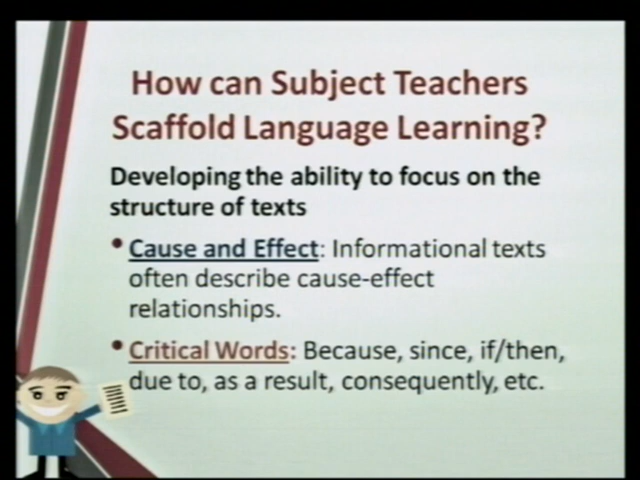 How can Subject Teachers
Scaffold Language Learning?
Developing the ability to focus on the
structure of texts
• Cause and Effect: Informational texts
often describe cause-effect
relationships.
• Critical Words: Because, since, if/then,
due to, as a result, consequently, etc.